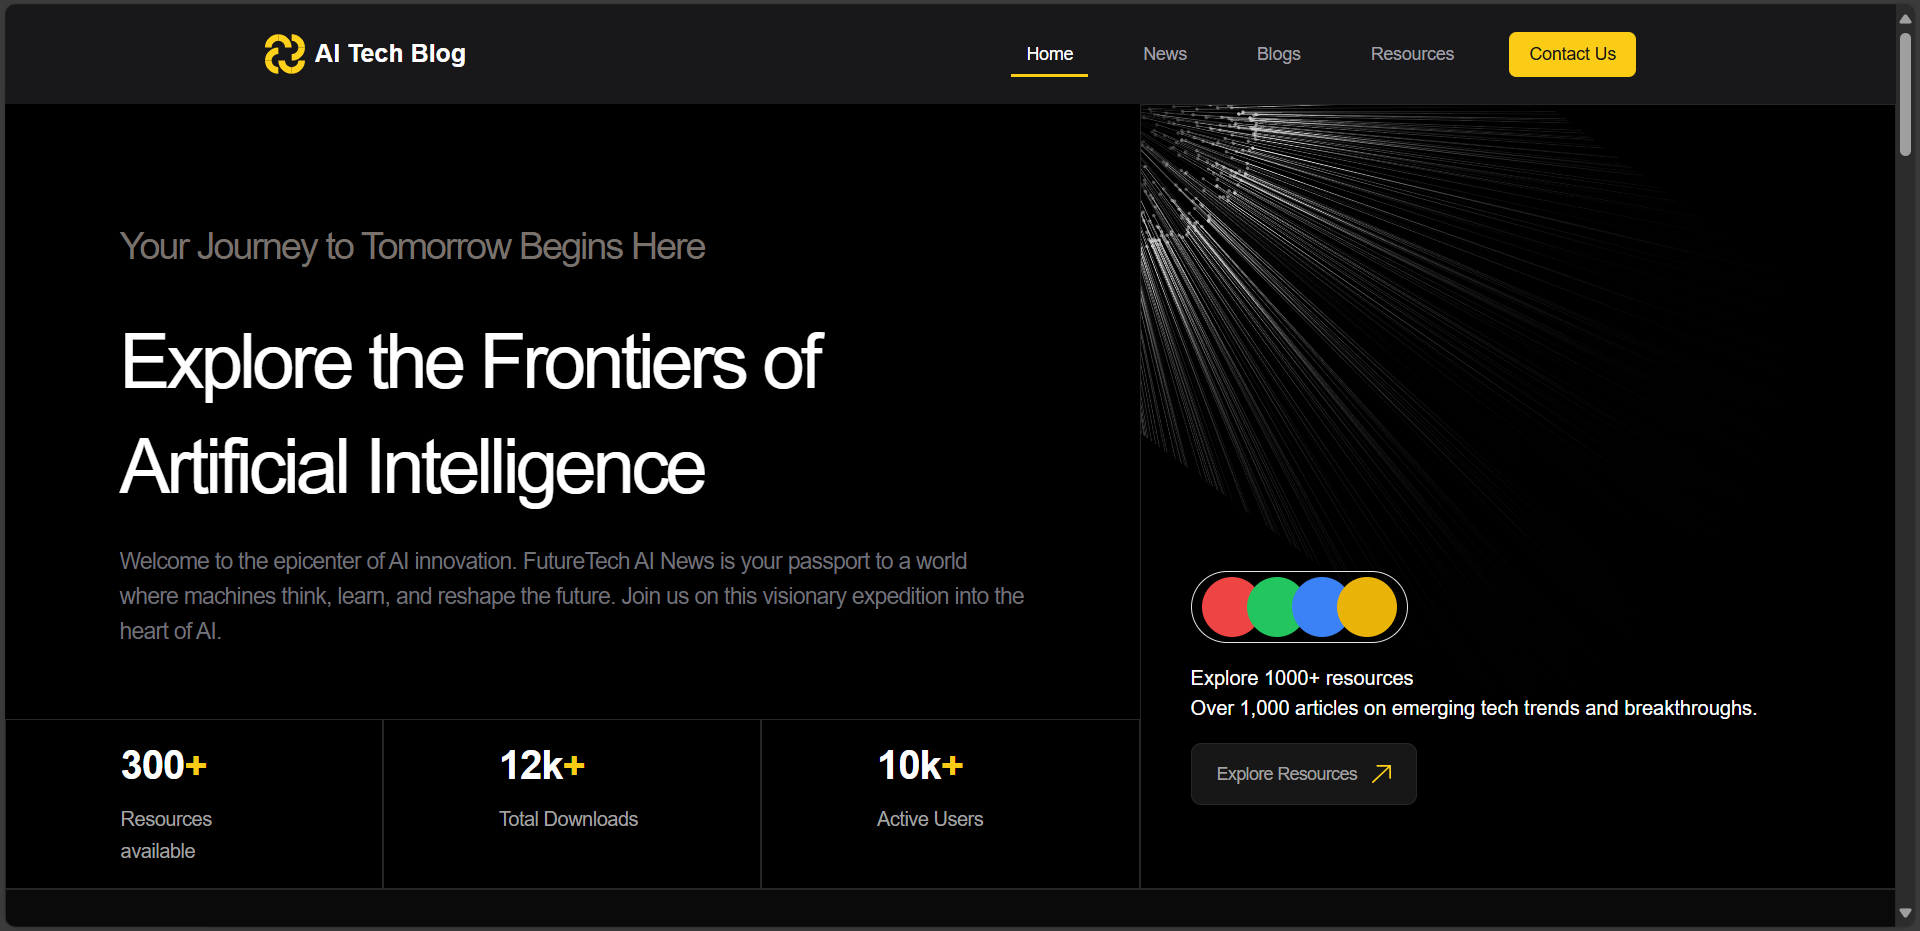 AI Tech Blog
Home
News
Blogs
Resources
Contact Us
Your Journey to Tomorrow Begins Here
Explore the Frontiers of
Artificial Intelligence
Welcome to the epicenter of AI innovation. FutureTech AI News is your passport to a world
where machines think, learn, and reshape the future. Join us on this visionary expedition into the
heart of AI.
300+
Resources
available
12k+
Total Downloads
10k+
Active Users
Explore 1000+ resources
Over 1,000 articles on emerging tech trends and breakthroughs.
Explore Resources